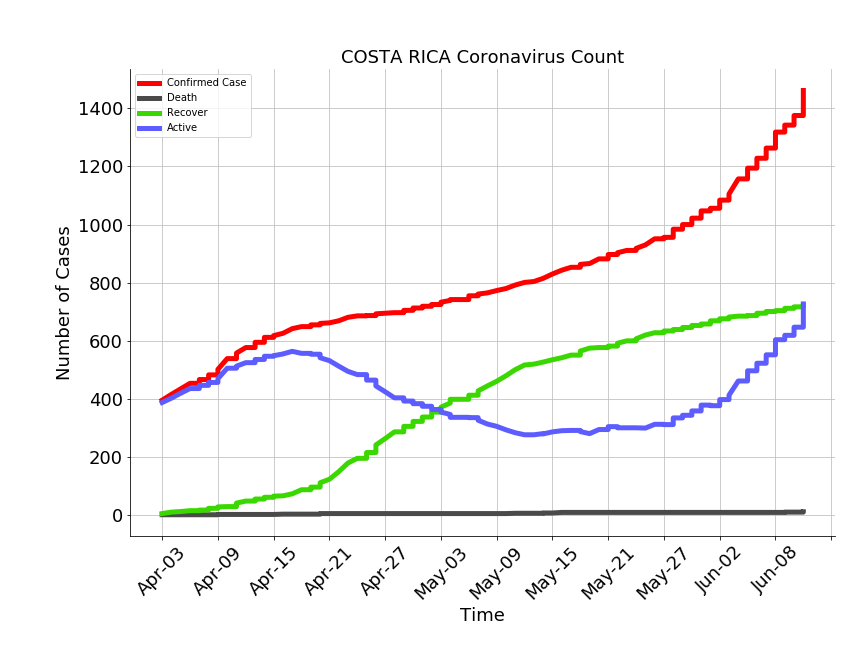 COSTA RICA Coronavirus Count
Confirmed Case
Death
Recover
Active
Number of Cases
1400
1200
1000
800
600
400
200
0
Apr-03
Apr-09
Apr-15
Apr-21
Apr-27
May-03
May-09
May-15
May-21
May-27
Jun-02
Jun-08
Time